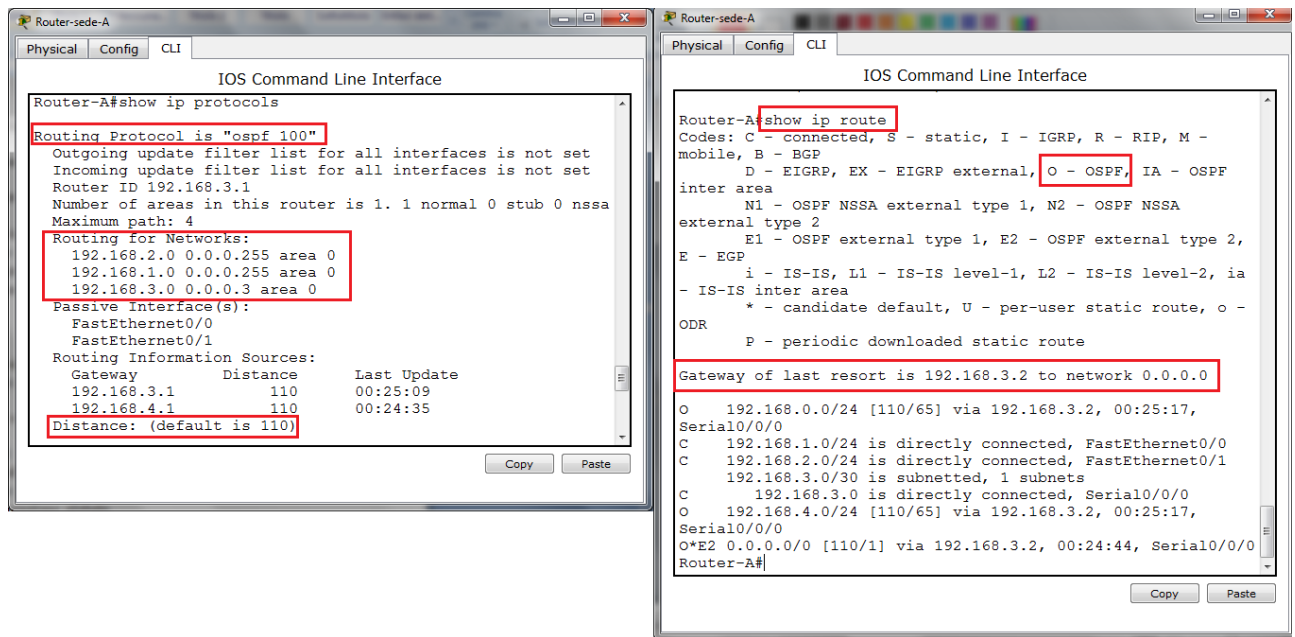 Router-sede-A
Physical Config CLI
IOS Command Line Interface
Router-A#show ip protocols
Routing Protocol is "ospf 100"
Outgoing update filter list for all interfaces is not set
Incoming update filter list for all interfaces is not set
Router ID 192.168.3.1
Number of areas in this router is 1. 1 normal 0 stub 0 nssa
Maximum path: 4
Routing for Networks:
192.168.2.0 0.0.0.255 area 0
192.168.1.0 0.0.0.255 area 0
192.168.3.0 0.0.0.3 area 0
Passive Interface(s):
FastEthernet0/0
FastEthernet0/1
Routing Information Sources:
Gateway Distance Last Update
192.168.3.1 110 00:25:09
192.168.4.1 110 00:24:35
Distance: (default is 110)
Copy Paste
Router-sede-A
Physical Config CLI
IOS Command Line Interface
Router-A#show ip route
Codes: C - connected, S - static, I - IGRP, R - RIP, M -
mobile, B - BGP
D - EIGRP, EX - EIGRP external, O - OSPF, IA - OSPF
inter area
N1 - OSPF NSSA external type 1, N2 - OSPF NSSA
external type 2
E1 - OSPF external type 1, E2 - OSPF external type 2,
E - EGP
i - IS-IS, L1 - IS-IS level-1, L2 - IS-IS level-2, ia
- IS-IS inter area
* - candidate default, U - per-user static route, o -
ODR
P - periodic downloaded static route
Gateway of last resort is 192.168.3.2 to network 0.0.0.0
O 192.168.0.0/24 [110/65] via 192.168.3.2, 00:25:17,
Serial0/0/0
C 192.168.1.0/24 is directly connected, FastEthernet0/0
C 192.168.2.0/24 is directly connected, FastEthernet0/1
192.168.3.0/30 is subnetted, 1 subnets
C 192.168.3.0 is directly connected, Serial0/0/0
O 192.168.4.0/24 [110/65] via 192.168.3.2, 00:25:17,
Serial0/0/0
O*E2 0.0.0.0/0 [110/1] via 192.168.3.2, 00:24:44, Serial0/0/0
Router-A#
Copy Paste